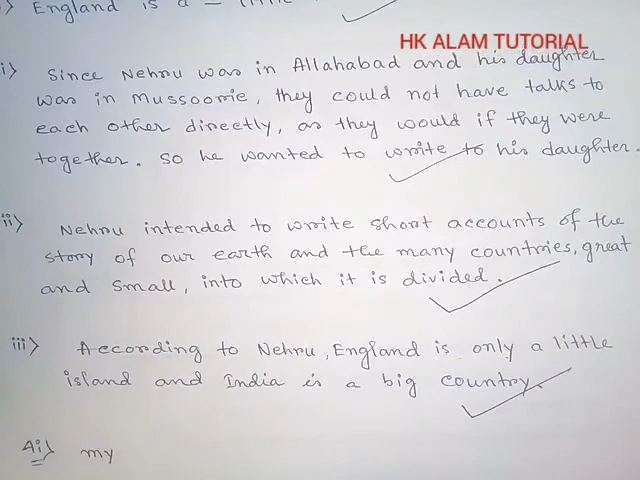 England is a -
HK ALAM TUTORIAL
i> Since Nehru was in Allahabad and his daughter
was in Mussoorie, they could not have talks to
each other directly, as they would if they were
together. So he wanted to write to his daughter.
ii> Nehru intended to write short accounts of the
story of our earth and the many countries, great
and small, into which it is divided.
iii> According to Nehru, England is only a little
island and India is a big country.
4i> my